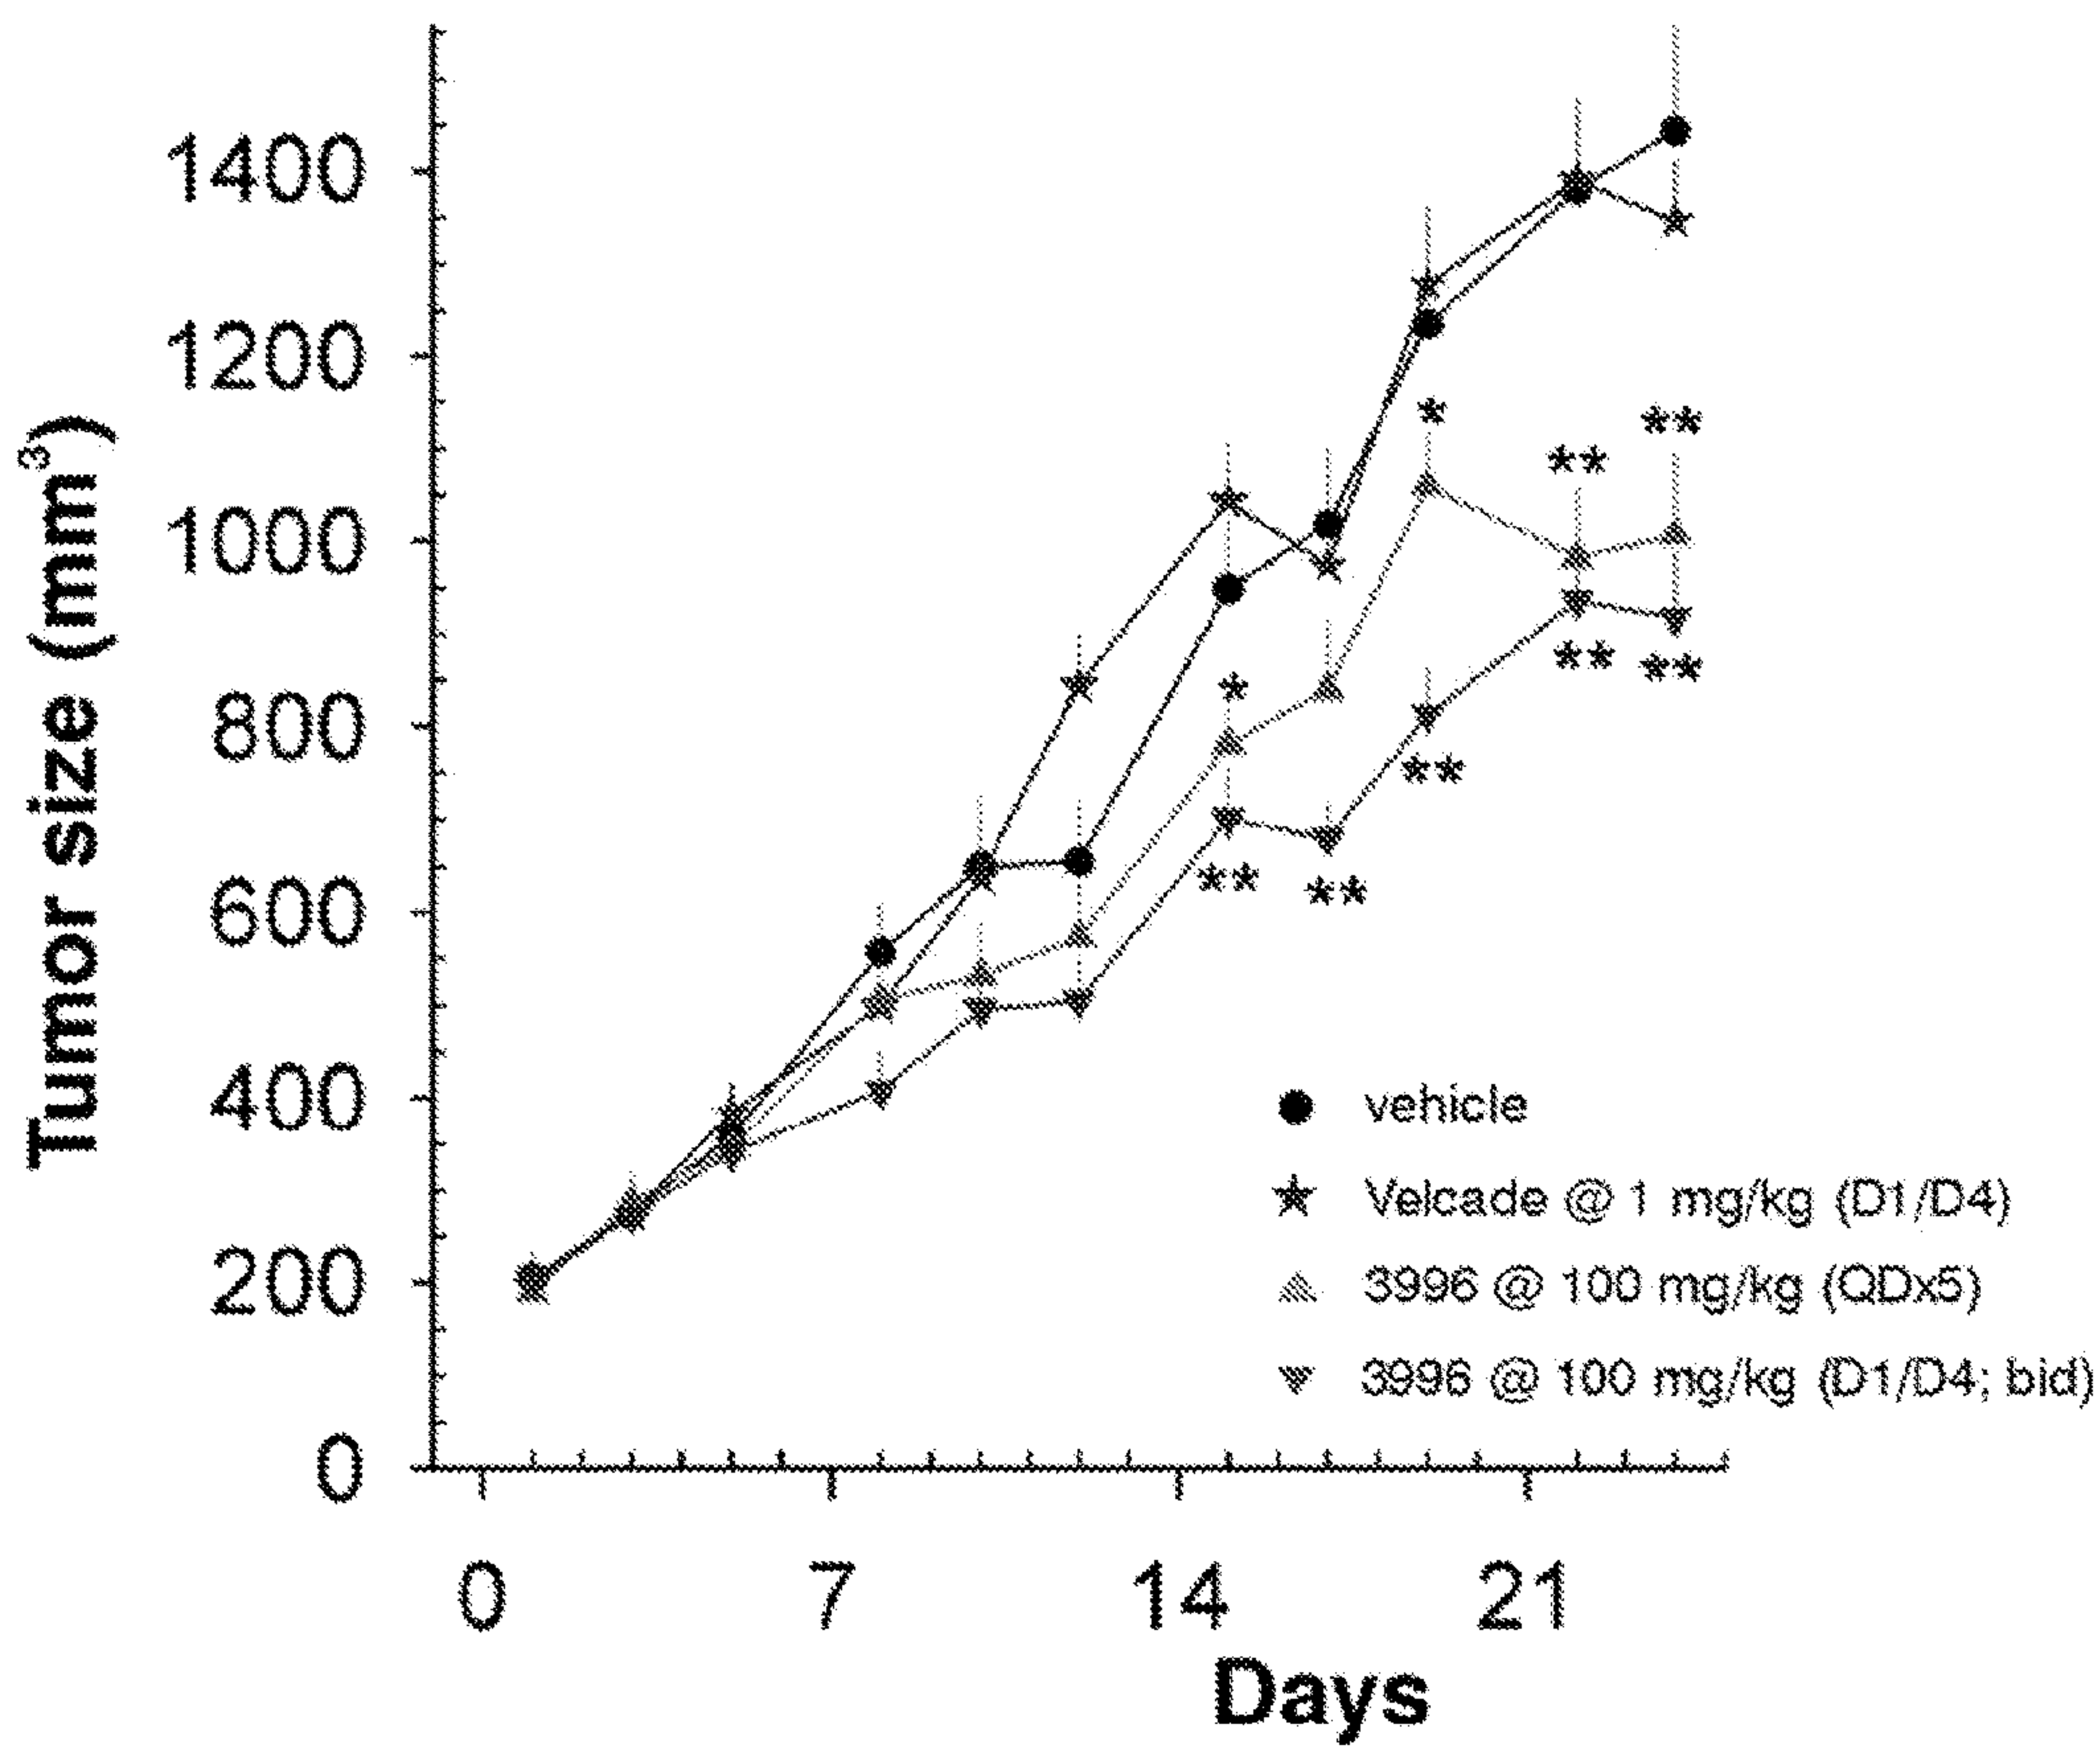 Tumor size (mm³)
1400
1200
1000
800
600
400
200
0
*
**
**
*
**
**
**
**
**
vehicle
Velcade @ 1 mg/kg (D1/D4)
3996 @ 100 mg/kg (QDx5)
3996 @ 100 mg/kg (D1/D4; bid)
0 7 14 21
Days